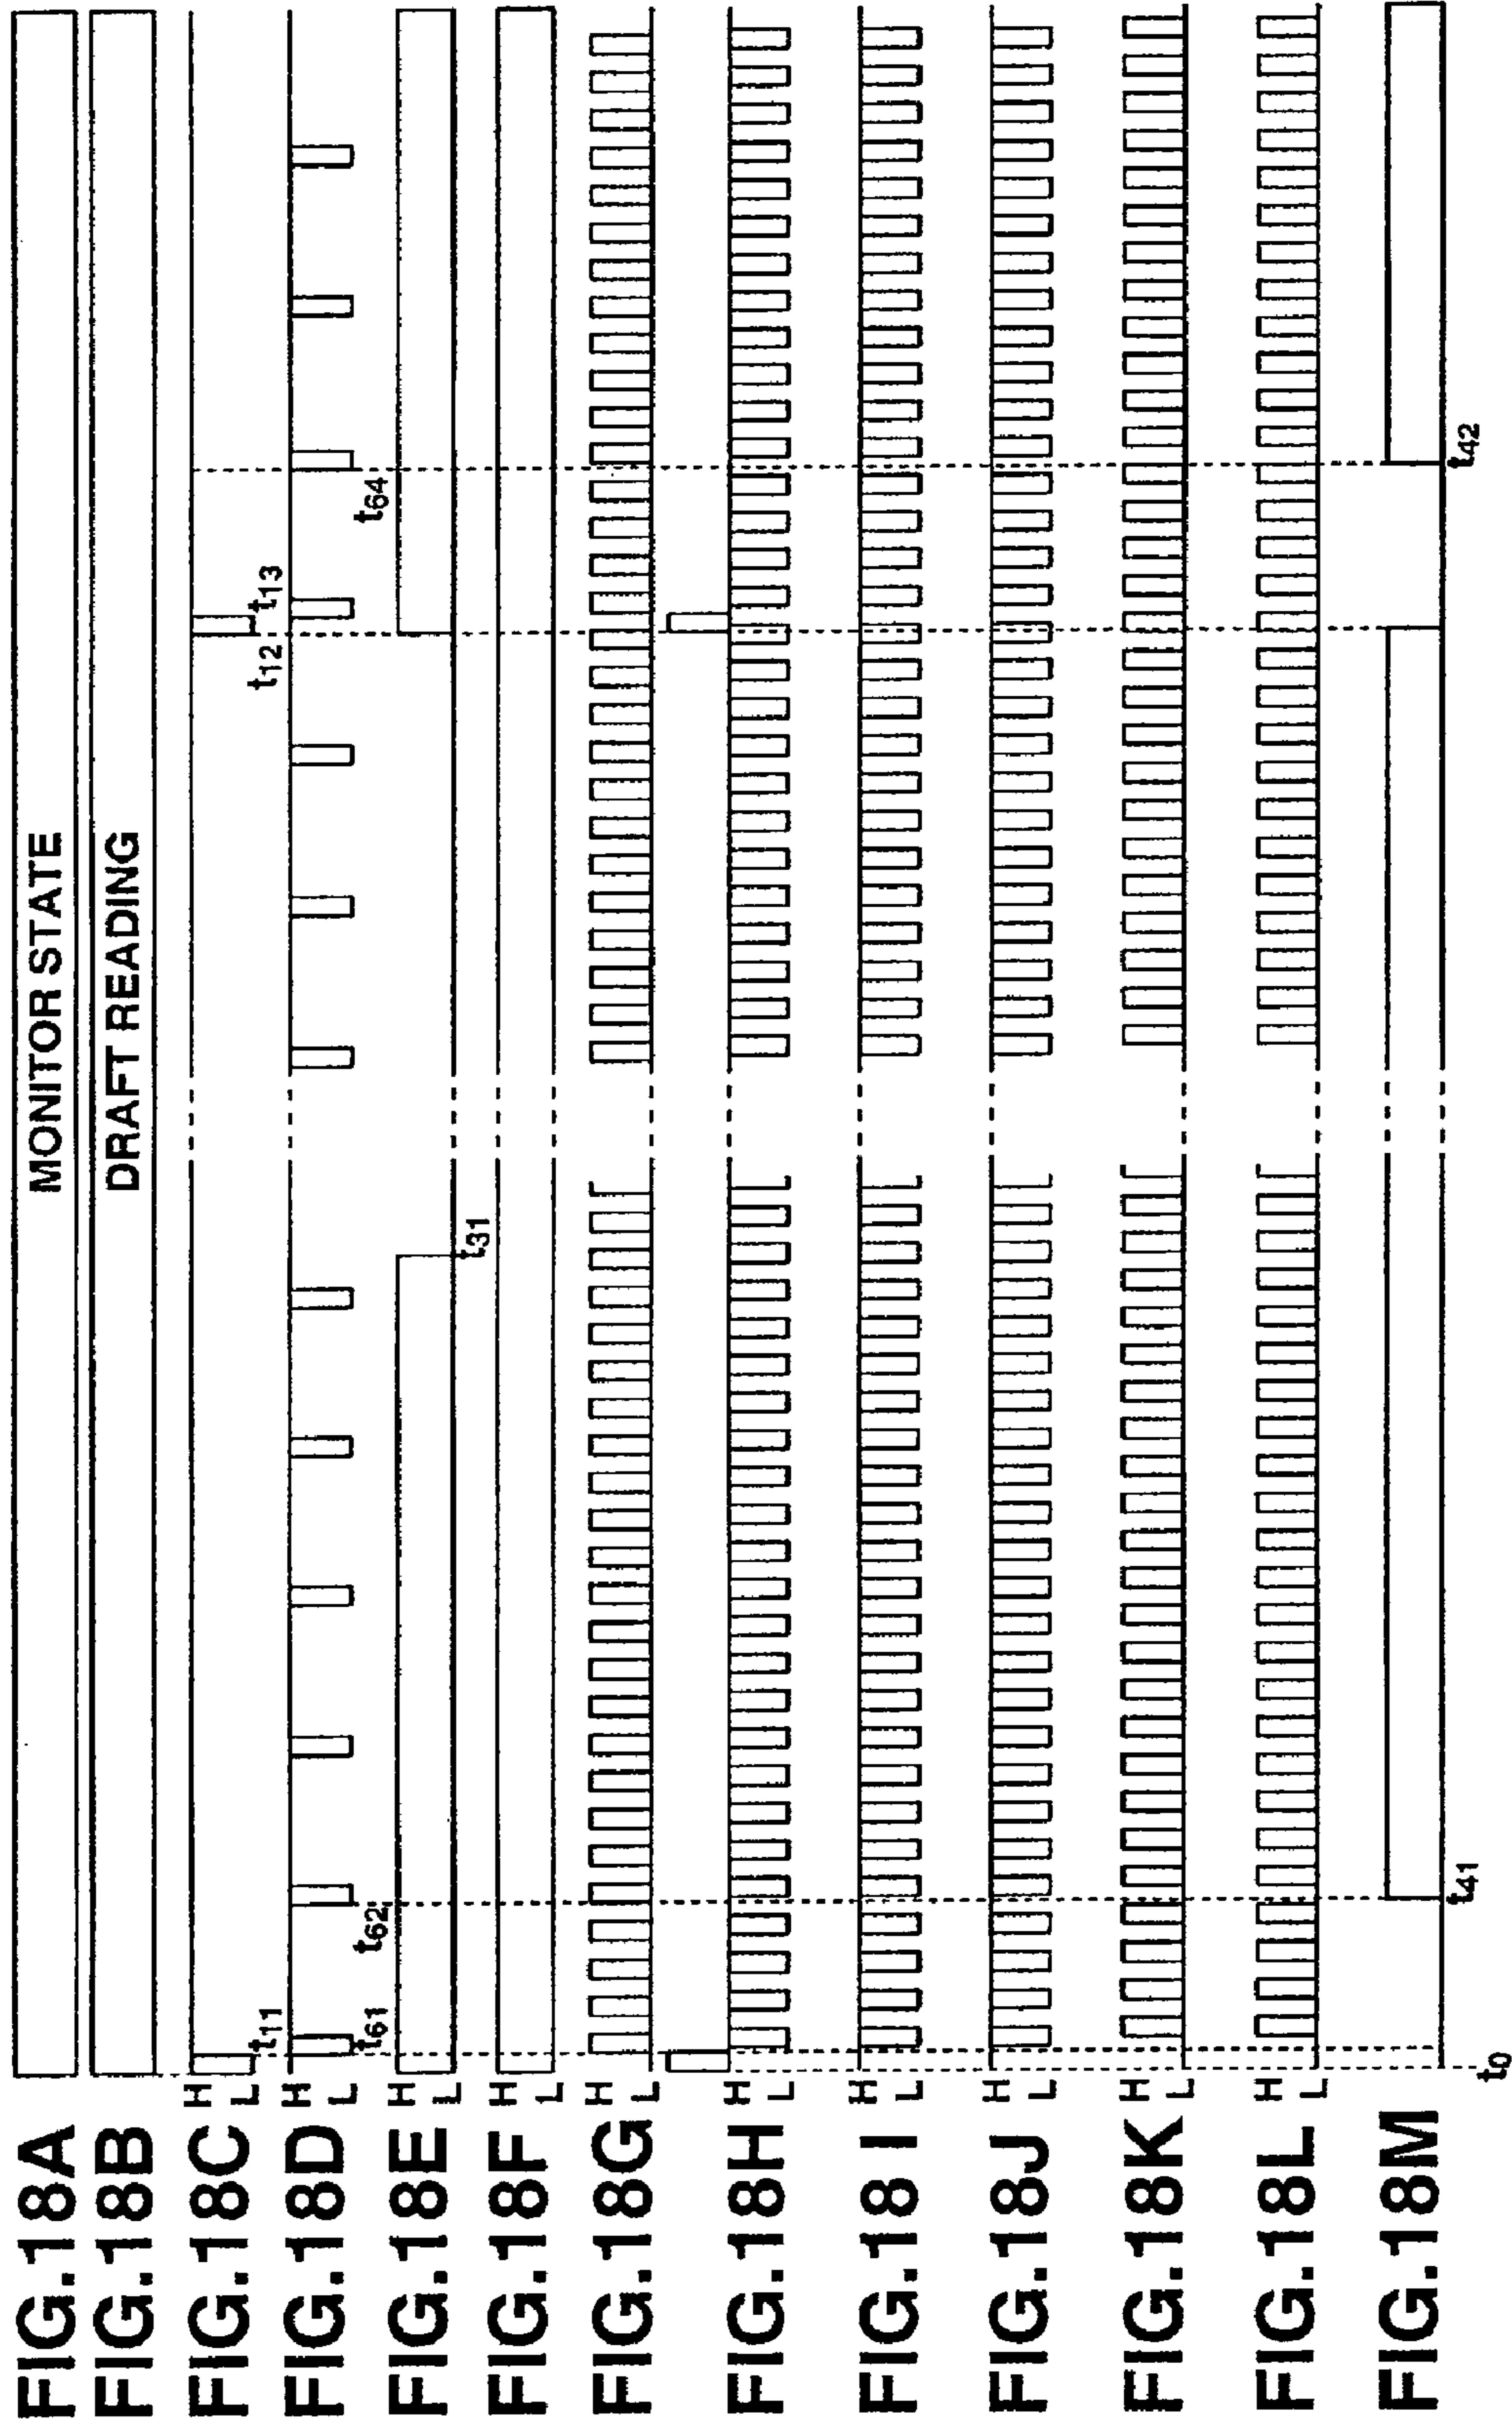 FIG.18A MONITOR STATE
FIG.18B DRAFT READING
FIG.18C H L t11 t12 t13
FIG.18D H L t61 t62 t64
FIG.18E H L t31
FIG.18F H L
FIG.18G H L
FIG.18H H L
FIG.18 I H L
FIG.18J H L
FIG.18K H L
FIG.18L H L
FIG.18M t41 t42
t0